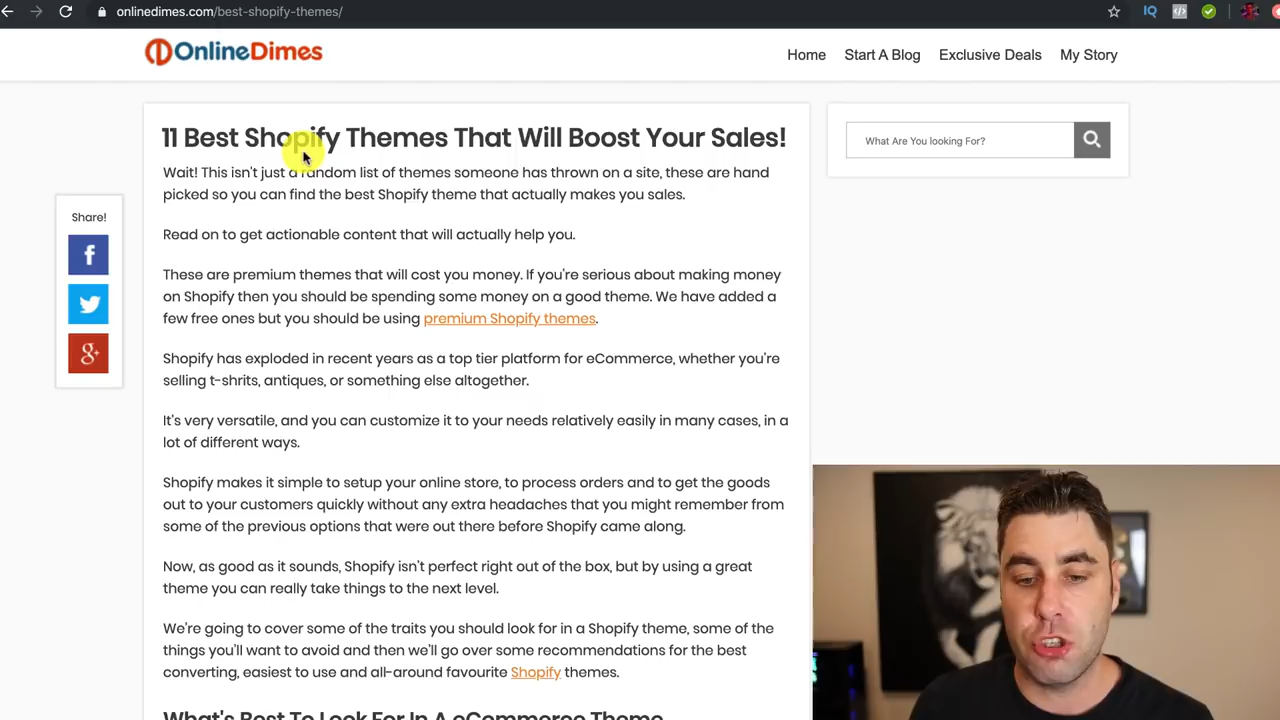 onlinedimes.com/best-shopify-themes/
OnlineDimes
Home
Start A Blog
Exclusive Deals
My Story
11 Best Shopify Themes That Will Boost Your Sales!
What Are You looking For?
Wait! This isn't just a random list of themes someone has thrown on a site, these are hand
picked so you can find the best Shopify theme that actually makes you sales.
Share!
Read on to get actionable content that will actually help you.
These are premium themes that will cost you money. If you're serious about making money
on Shopify then you should be spending some money on a good theme. We have added a
few free ones but you should be using premium Shopify themes.
Shopify has exploded in recent years as a top tier platform for eCommerce, whether you're
selling t-shrits, antiques, or something else altogether.
It's very versatile, and you can customize it to your needs relatively easily in many cases, in a
lot of different ways.
Shopify makes it simple to setup your online store, to process orders and to get the goods
out to your customers quickly without any extra headaches that you might remember from
some of the previous options that were out there before Shopify came along.
Now, as good as it sounds, Shopify isn't perfect right out of the box, but by using a great
theme you can really take things to the next level.
We're going to cover some of the traits you should look for in a Shopify theme, some of the
things you'll want to avoid and then we'll go over some recommendations for the best
converting, easiest to use and all-around favourite Shopify themes.
What's Best To Look For In A eCommerce Theme